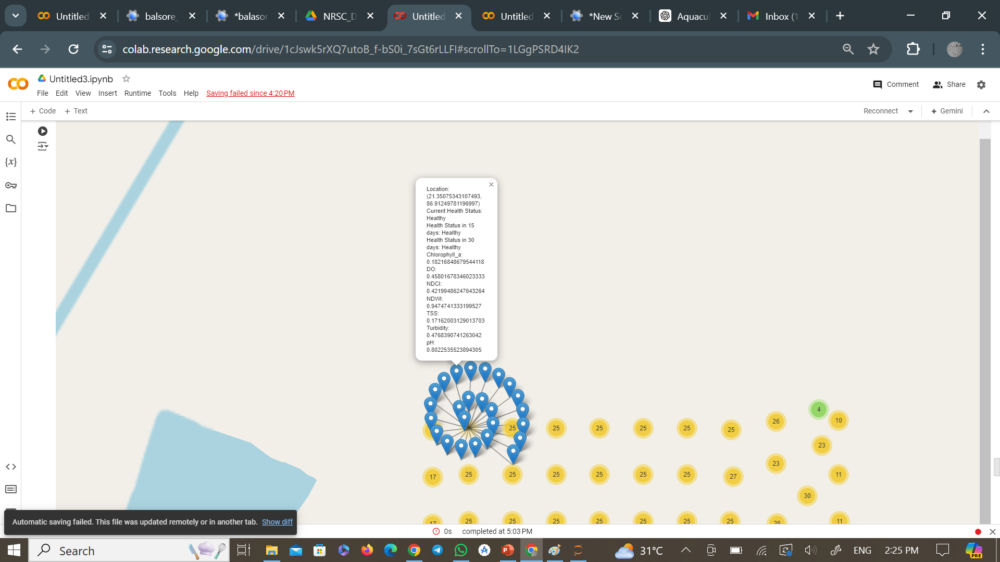 Untitled
balsore_
*balasor
NRSC_D
Untitled
Untitled
*New Sc
Aquacul
Inbox (1
colab.research.google.com/drive/1cJswk5rXQ7utoB_f-bS0i_7sGt6rLLFI#scrollTo=1LGgPSRD4IK2
Untitled3.ipynb
Comment
Share
File Edit View Insert Runtime Tools Help Saving failed since 4:20 PM
+ Code + Text
Reconnect
Gemini
{x}
Location:
(21.35075343107493,
86.91249781196997)
Current Health Status:
Healthy
Health Status in 15
days: Healthy
Health Status in 30
days: Healthy
Chlorophyll_a:
0.18216848679544118
DO:
0.45801678346023333
NDCI:
0.42199486247643264
NDWI:
0.9474741333199527
TSS:
0.17162003129013703
Turbidity:
0.4768390741263042
pH:
0.8022535523894305
4
25 25 25 25 25 25 26 10
23
23
17 25 25 25 25 25 25 27 11
30
17 25 25 25 25 25 25 25 26 11
Automatic saving failed. This file was updated remotely or in another tab. Show diff
0s completed at 5:03 PM
Search
31°C
ENG
2:25 PM
PRE